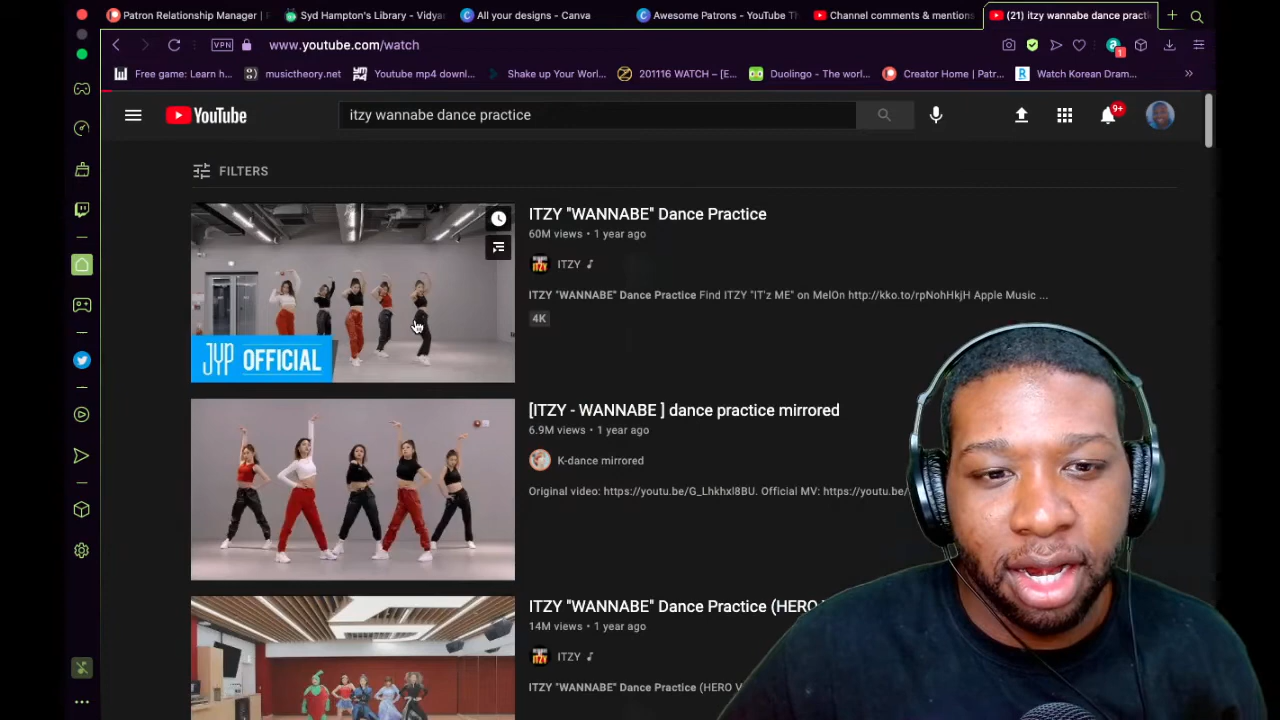 Patron Relationship Manager |
Syd Hampton's Library - Vidya
All your designs - Canva
Awesome Patrons - YouTube T
Channel comments & mentions
(21) itzy wannabe dance practi
VPN
www.youtube.com/watch
1
Free game: Learn h...
musictheory.net
Youtube mp4 downl...
Shake up Your Worl...
201116 WATCH – [E...
Duolingo - The worl...
Creator Home | Patr...
Watch Korean Dram...
YouTube
itzy wannabe dance practice
9+
FILTERS
ITZY "WANNABE" Dance Practice
60M views • 1 year ago
ITZY
ITZY "WANNABE" Dance Practice Find ITZY "IT'z ME" on MelOn http://kko.to/rpNohHkjH Apple Music ...
4K
JYP OFFICIAL
[ITZY - WANNABE ] dance practice mirrored
6.9M views • 1 year ago
K-dance mirrored
Original video: https://youtu.be/G_Lhkhxl8BU. Official MV: https://youtu.be/
ITZY "WANNABE" Dance Practice (HERO
14M views • 1 year ago
ITZY
ITZY "WANNABE" Dance Practice (HERO V